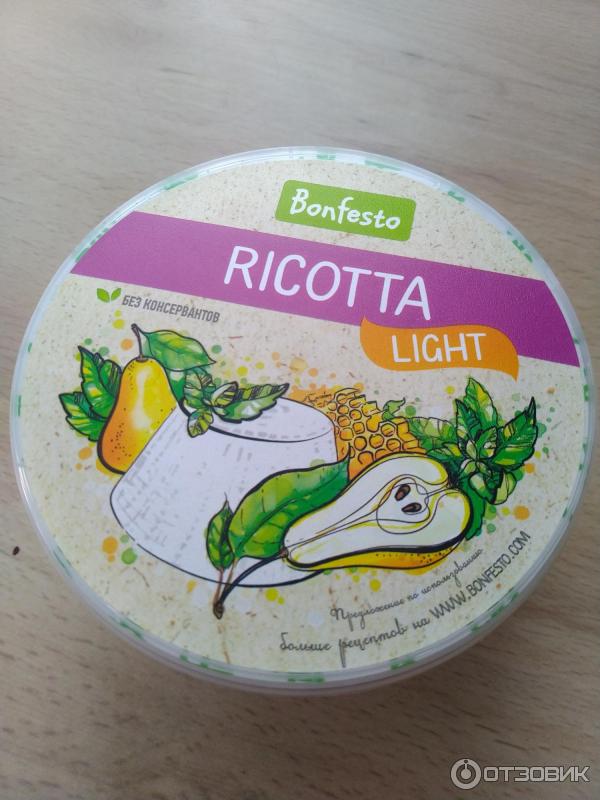 Bonfesto
RICOTTA
LIGHT
БЕЗ КОНСЕРВАНТОВ
Предложение по использованию
больше рецептов на WWW.BONFESTO.COM
ОТЗОВИК